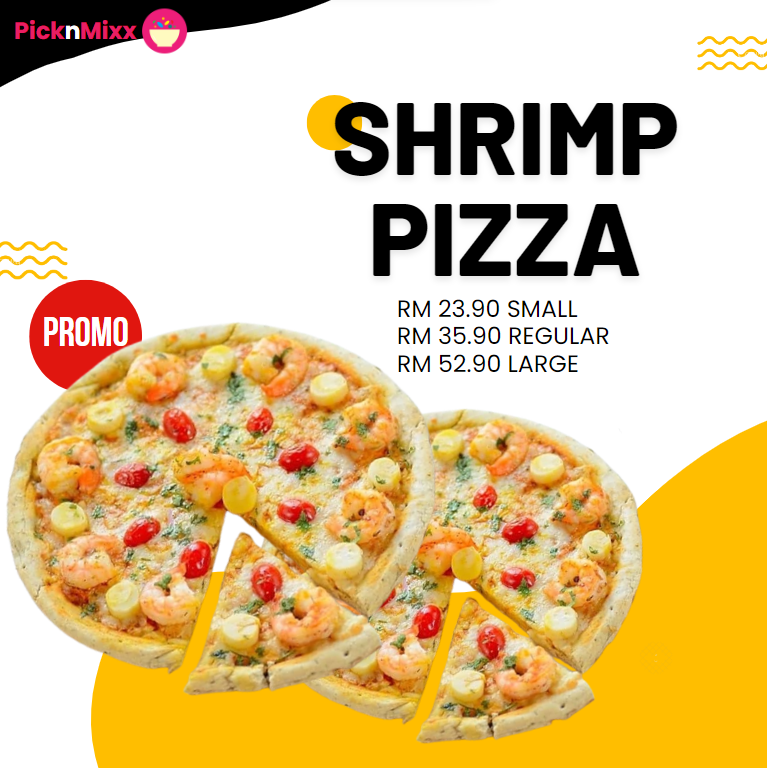 PicknMixx
SHRIMP
PIZZA
RM 23.90 SMALL
RM 35.90 REGULAR
RM 52.90 LARGE
PROMO